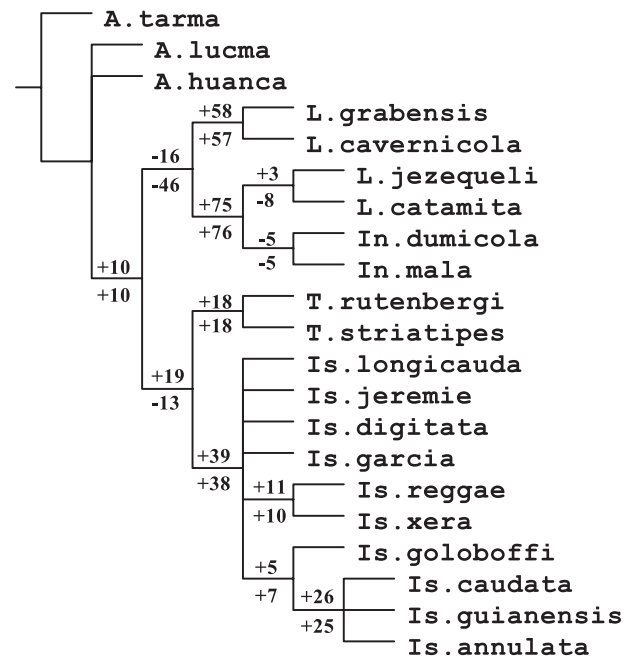 A.tarma
A.lucma
A.huanca
+58
L.grabensis
+57
L.cavernicola
-16
-46
+3
L.jezequeli
-8
L.catamita
+75
+76
-5
In.dumicola
-5
In.mala
+10
+10
+18
T.rutenbergi
+18
T.striatipes
+19
-13
Is.longicauda
Is.jeremie
Is.digitata
+39
Is.garcia
+38
+11
Is.reggae
+10
Is.xera
Is.goloboffi
+5
+7
Is.caudata
+26
Is.guianensis
+25
Is.annulata